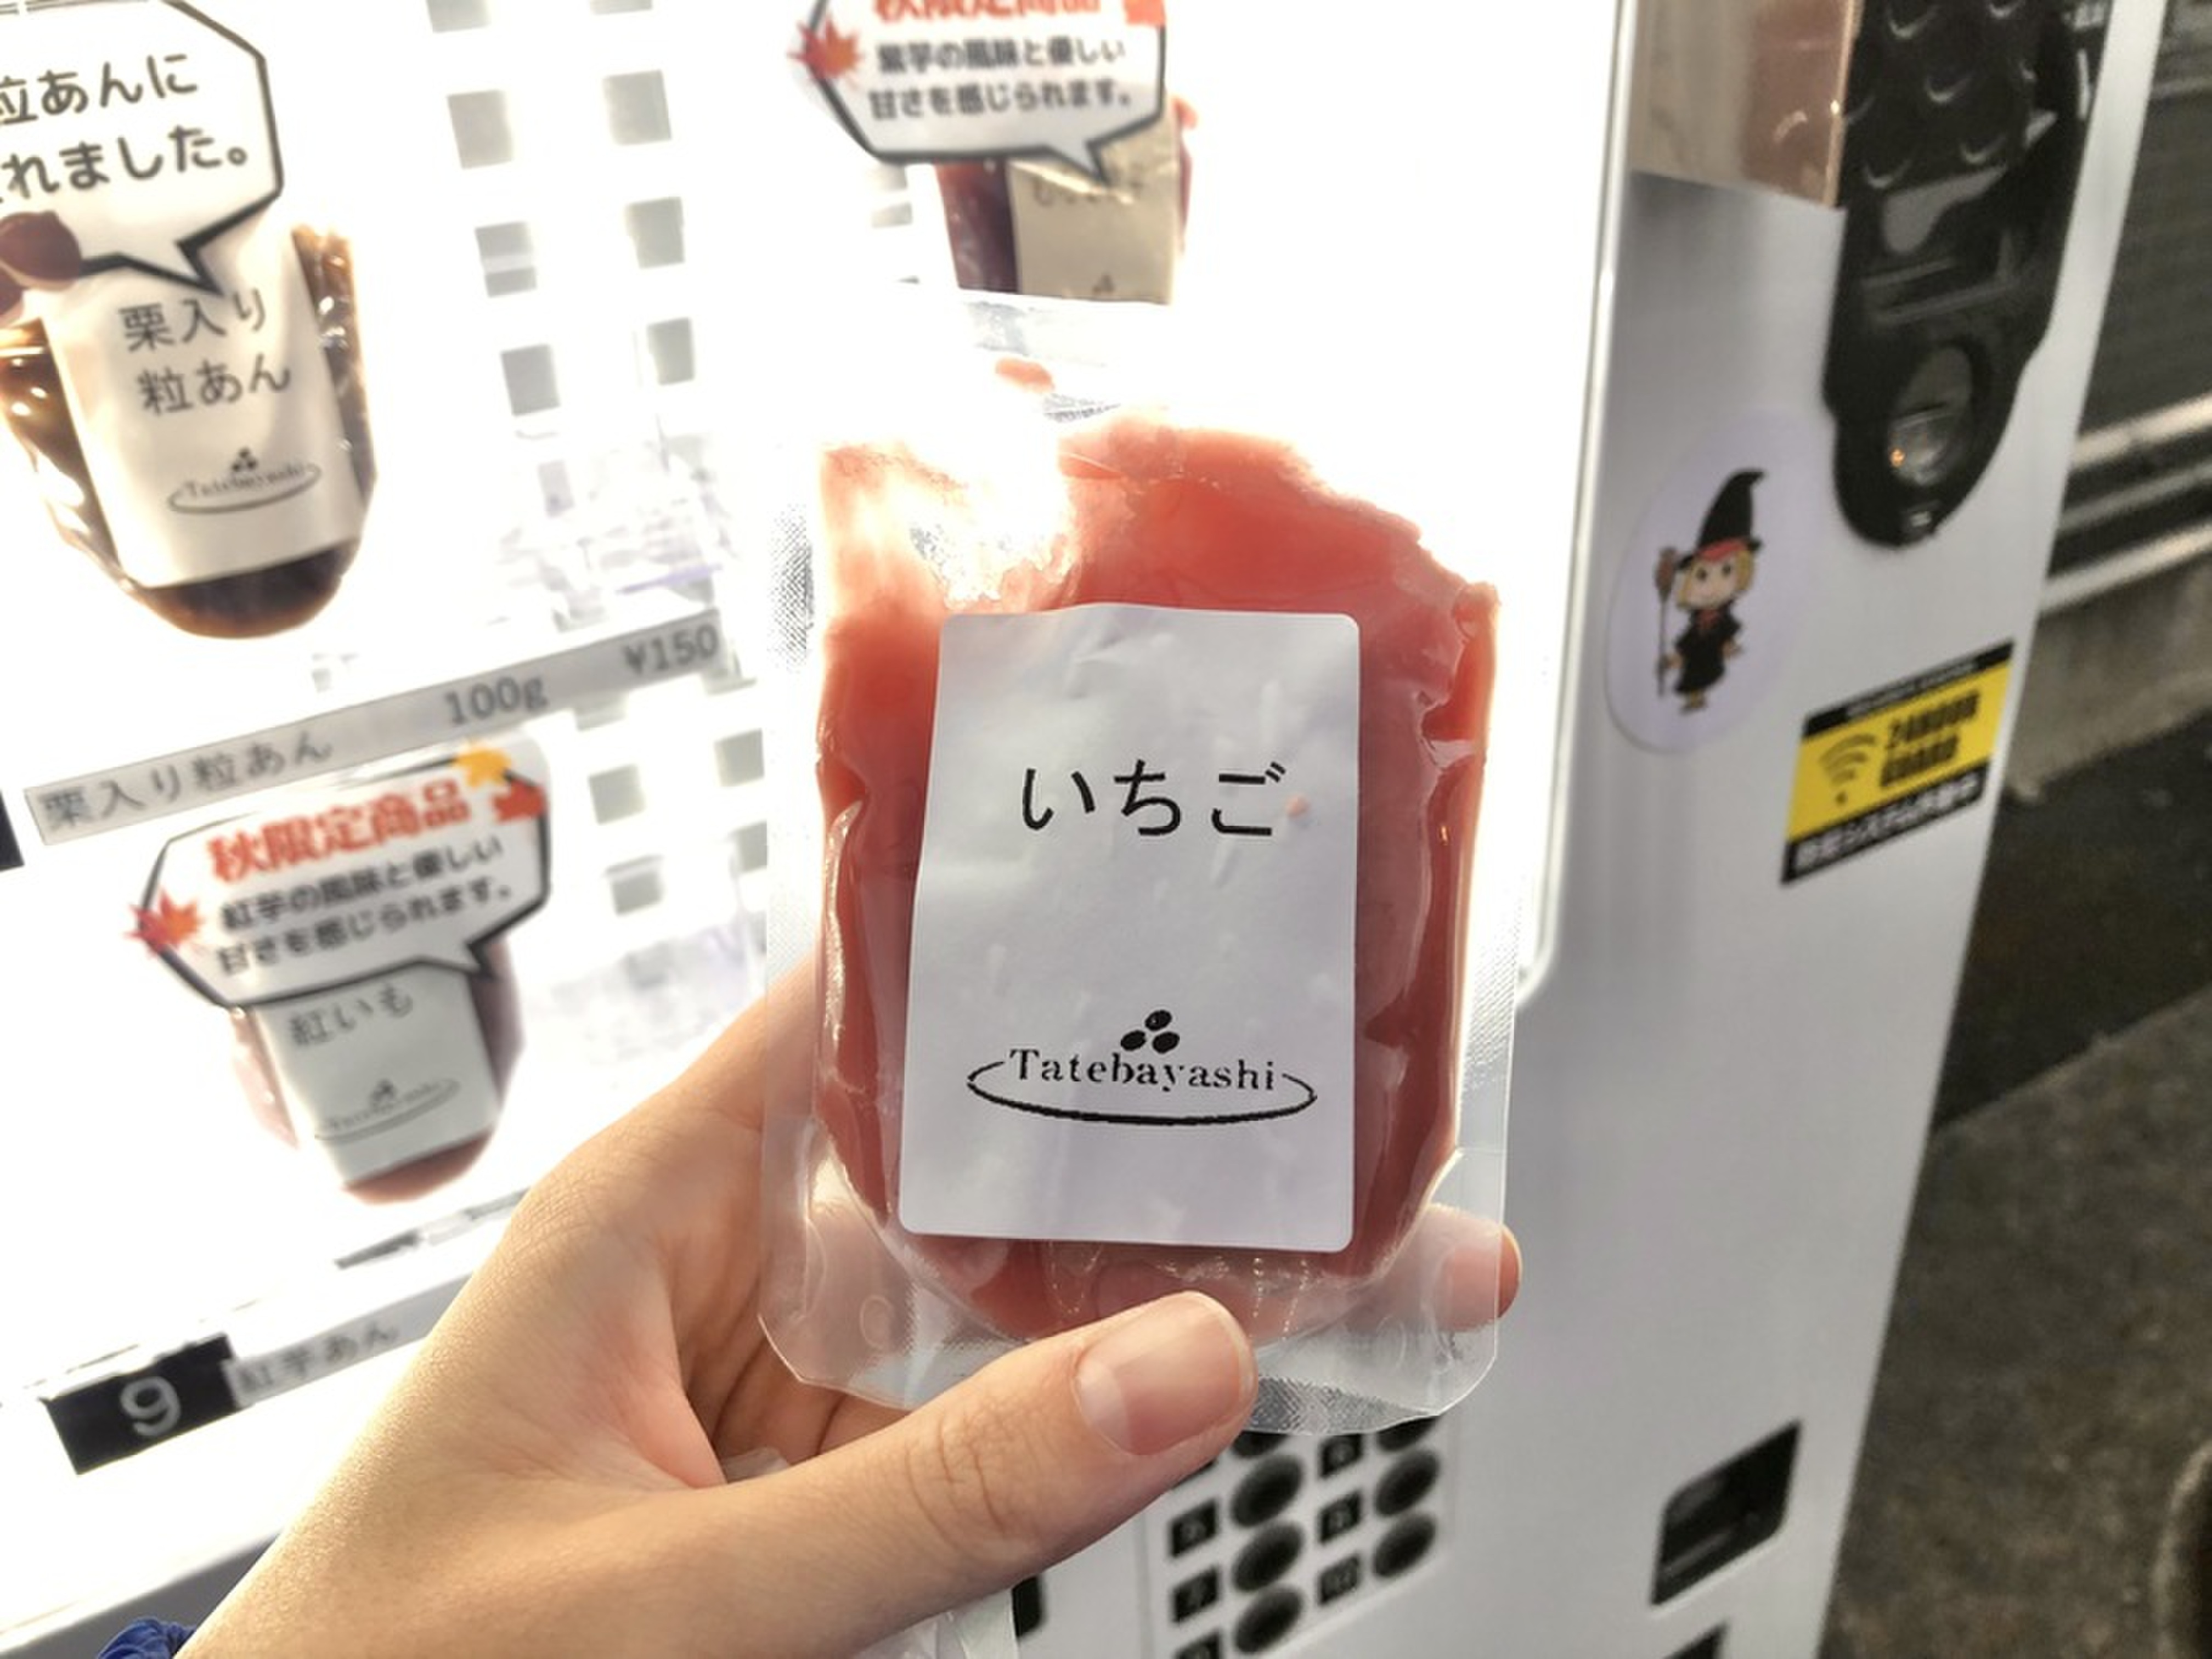 粒あんに
れました。
栗入り
粒あん
Tatebayashi
栗入り粒あん 100g ¥150
秋限定商品
紫芋の風味と優しい
甘さを感じられます。
秋限定商品
紅芋の風味と優しい
甘さを感じられます。
紅いも
Tatebayashi
9 紅芋あん
いちご
Tatebayashi
24HOUR
GUARD